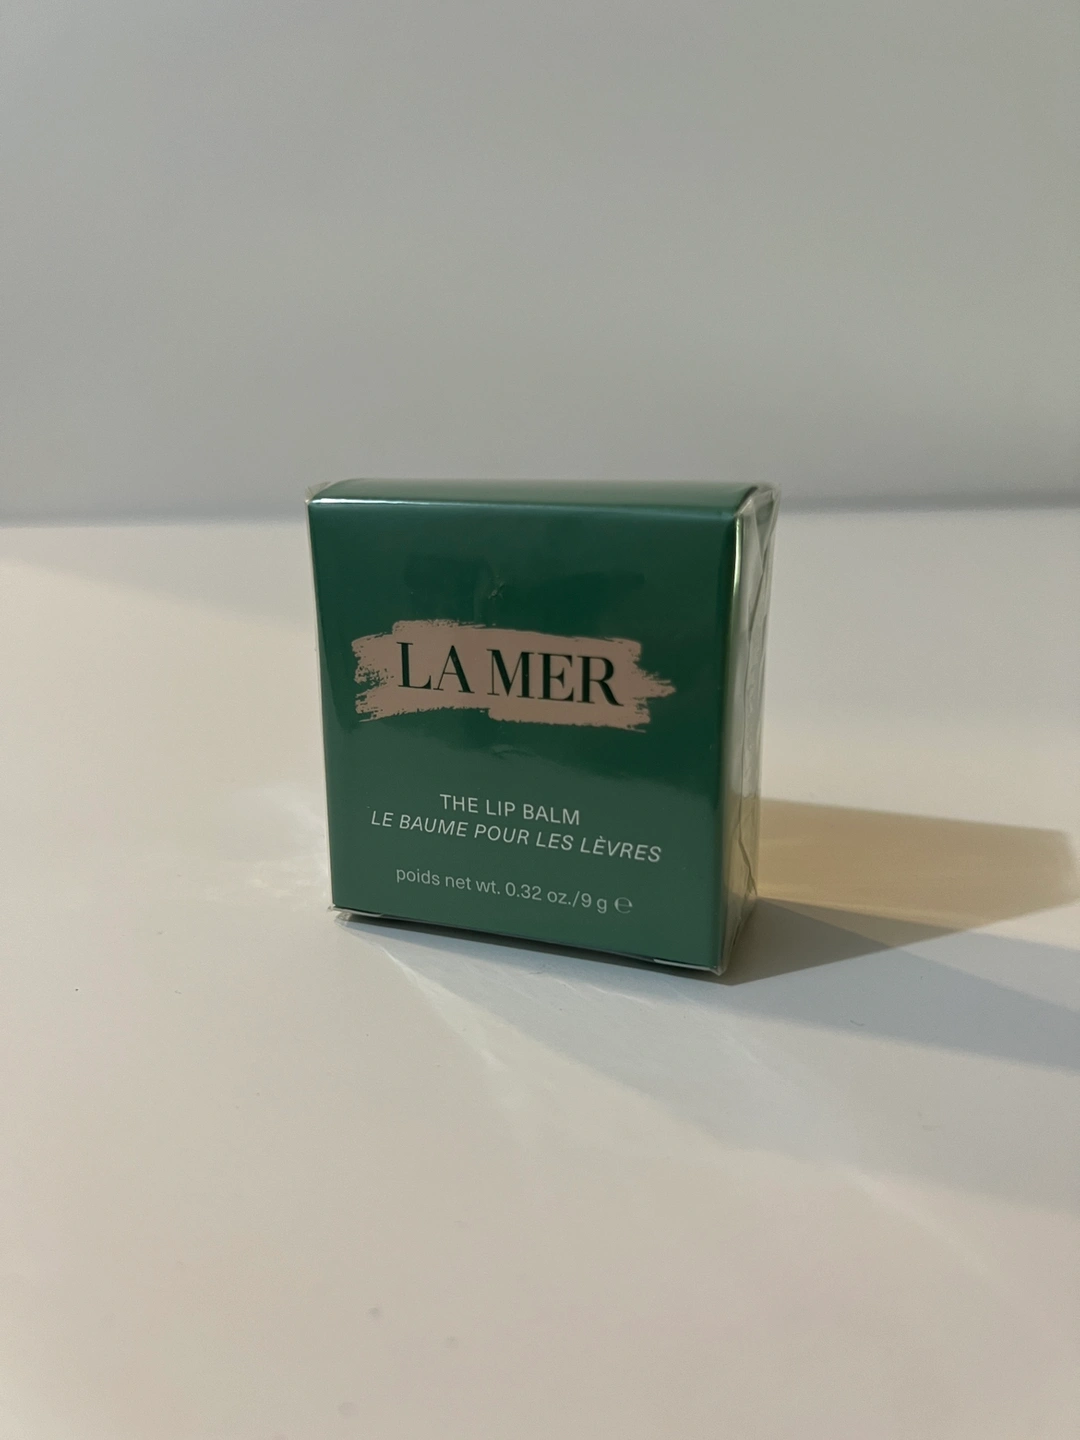 LA MER
THE LIP BALM
LE BAUME POUR LES LÈVRES
poids net wt. 0.32 oz./9 g ℮